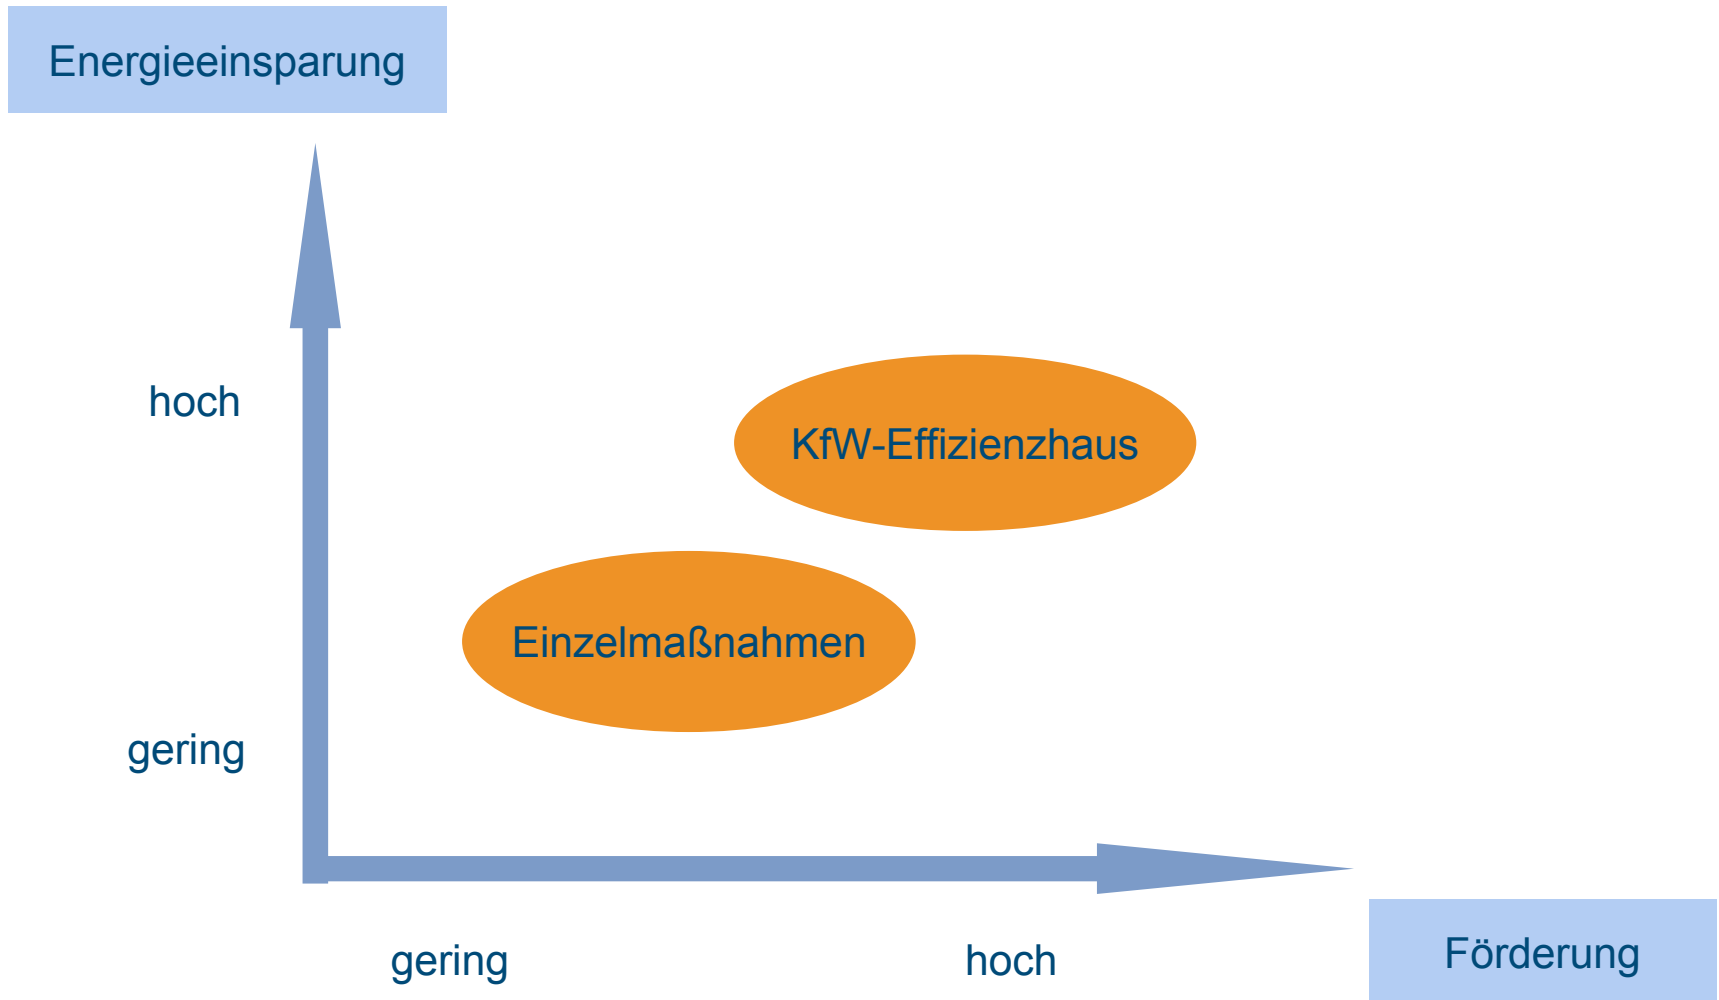 Energieeinsparung
hoch
KfW-Effizienzhaus
Einzelmaßnahmen
gering
gering
hoch
Förderung